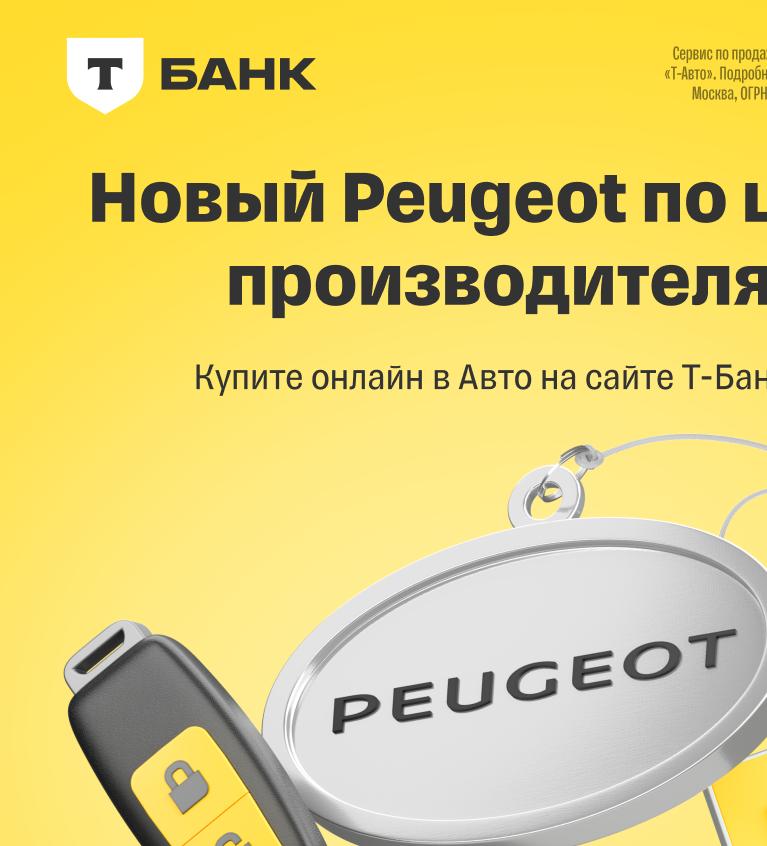 Т БАНК
Сервис по прода
«Т-Авто». Подробн
Москва, ОГРН
Новый Peugeot по ц
производителя
Купите онлайн в Авто на сайте Т-Бан
PEUGEOT